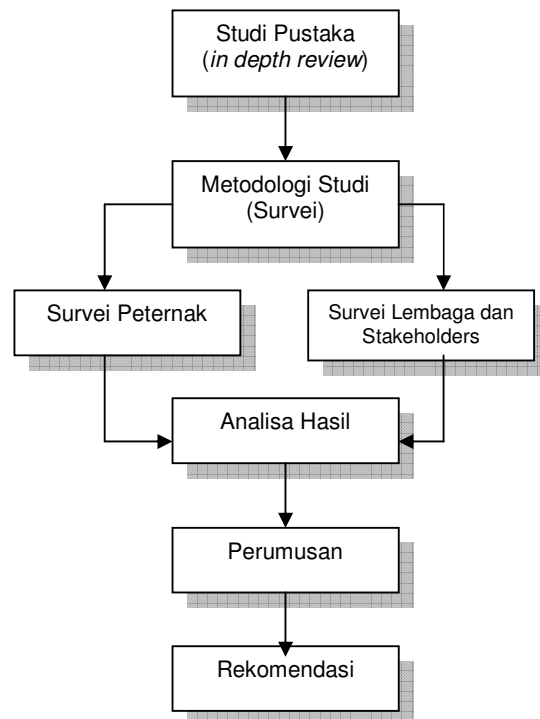 Studi Pustaka
(in depth review)
Metodologi Studi
(Survei)
Survei Peternak
Survei Lembaga dan
Stakeholders
Analisa Hasil
Perumusan
Rekomendasi